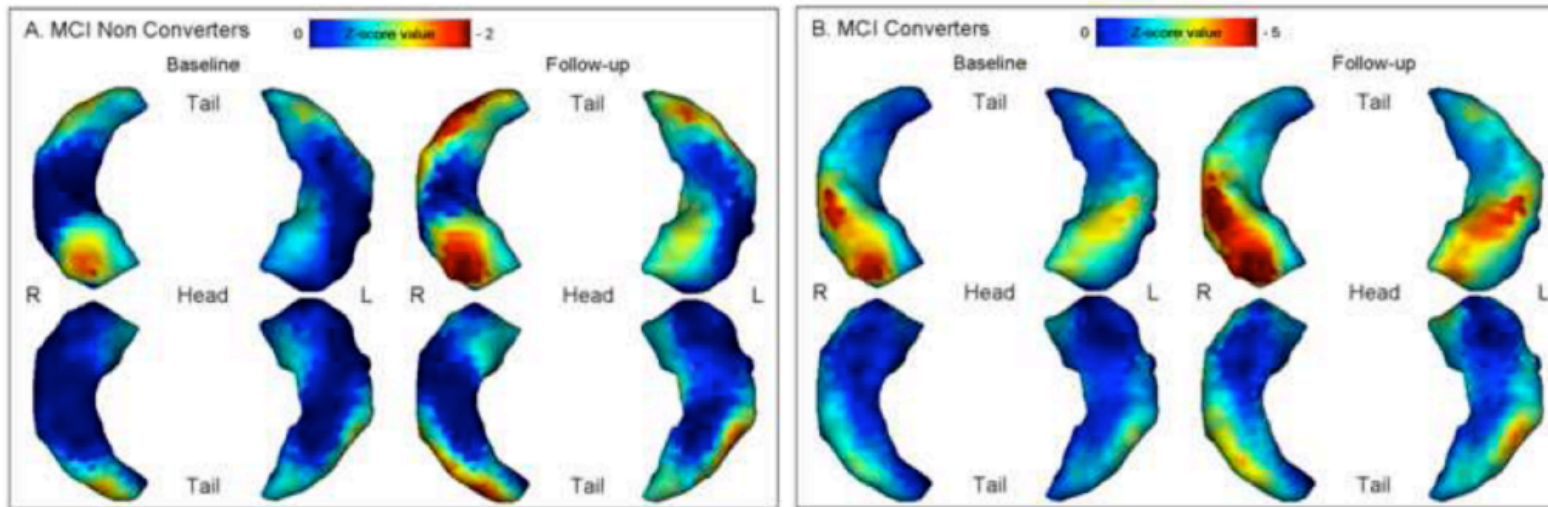 A. MCI Non Converters
0 Z-score value - 2
Baseline Follow-up
Tail Tail
R Head L R Head L
Tail Tail
B. MCI Converters
0 Z-score value - 5
Baseline Follow-up
Tail Tail
R Head L R Head L
Tail Tail